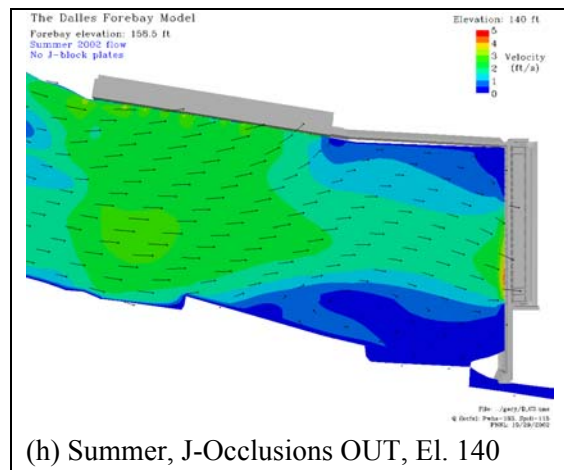 The Dalles Forebay Model
Forebay elevation: 158.5 ft
Summer 2002 flow
No J-block plates
Elevation: 140 ft
5
4
3
2
1
0
Velocity
(ft/s)
(h) Summer, J-Occlusions OUT, El. 140